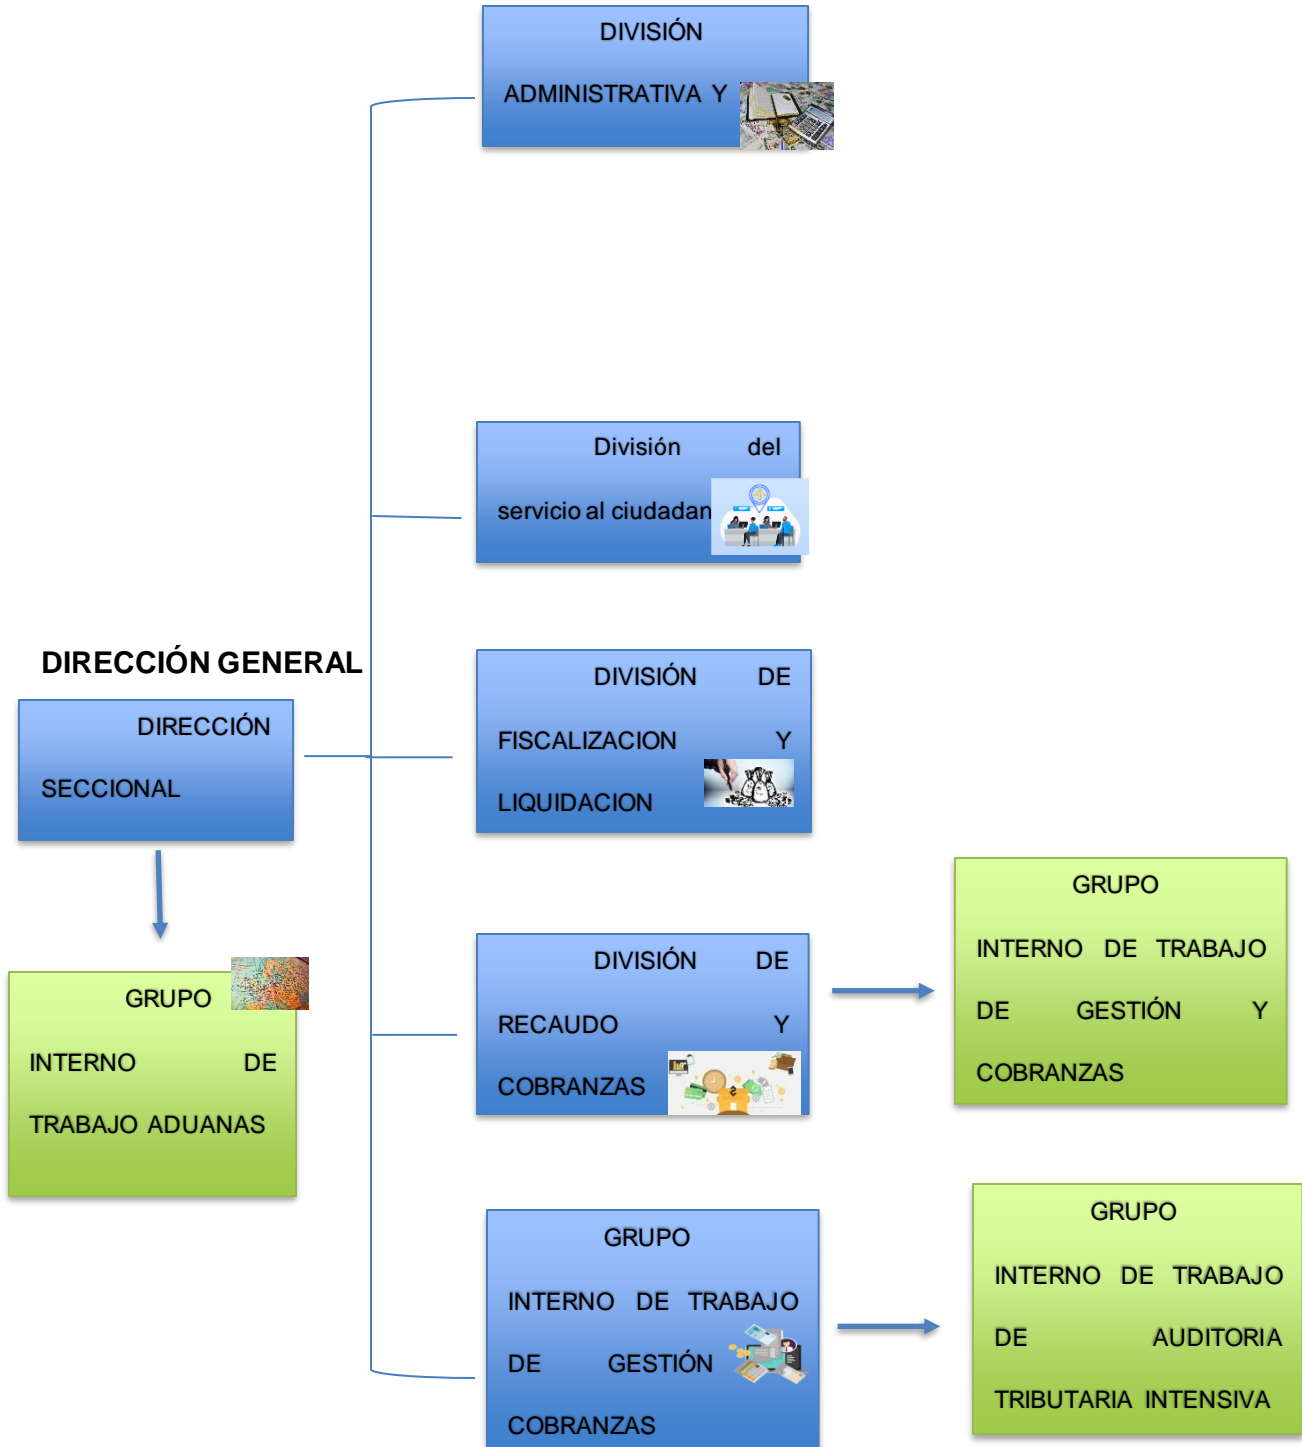 DIVISIÓN
ADMINISTRATIVA Y
División del
servicio al ciudadan
DIRECCIÓN GENERAL
DIRECCIÓN
SECCIONAL
GRUPO
INTERNO DE
TRABAJO ADUANAS
DIVISIÓN DE
FISCALIZACION Y
LIQUIDACION
DIVISIÓN DE
RECAUDO Y
COBRANZAS
GRUPO
INTERNO DE TRABAJO
DE GESTIÓN Y
COBRANZAS
GRUPO
INTERNO DE TRABAJO
DE GESTIÓN
COBRANZAS
GRUPO
INTERNO DE TRABAJO
DE AUDITORIA
TRIBUTARIA INTENSIVA